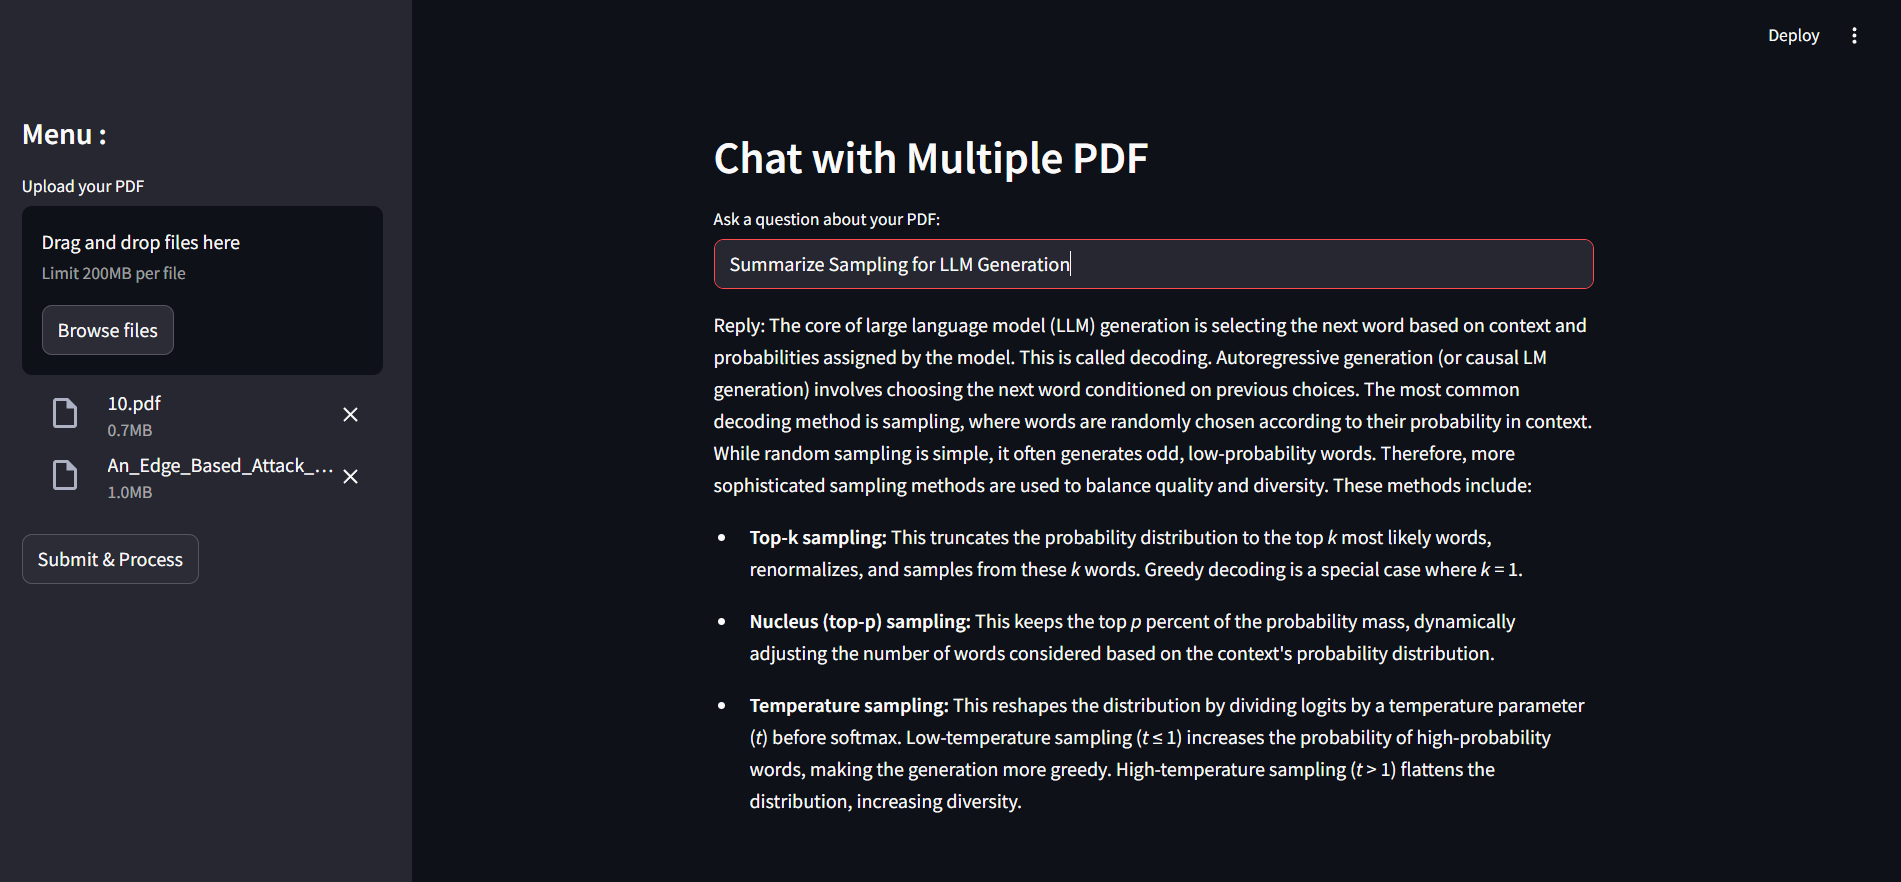 Deploy
Menu :
Upload your PDF
Drag and drop files here
Limit 200MB per file
Browse files
10.pdf
0.7MB
An_Edge_Based_Attack_...
1.0MB
Submit & Process
Chat with Multiple PDF
Ask a question about your PDF:
Summarize Sampling for LLM Generation
Reply: The core of large language model (LLM) generation is selecting the next word based on context and
probabilities assigned by the model. This is called decoding. Autoregressive generation (or causal LM
generation) involves choosing the next word conditioned on previous choices. The most common
decoding method is sampling, where words are randomly chosen according to their probability in context.
While random sampling is simple, it often generates odd, low-probability words. Therefore, more
sophisticated sampling methods are used to balance quality and diversity. These methods include:
• Top-k sampling: This truncates the probability distribution to the top k most likely words,
renormalizes, and samples from these k words. Greedy decoding is a special case where k = 1.
• Nucleus (top-p) sampling: This keeps the top p percent of the probability mass, dynamically
adjusting the number of words considered based on the context's probability distribution.
• Temperature sampling: This reshapes the distribution by dividing logits by a temperature parameter
(t) before softmax. Low-temperature sampling (t ≤ 1) increases the probability of high-probability
words, making the generation more greedy. High-temperature sampling (t > 1) flattens the
distribution, increasing diversity.